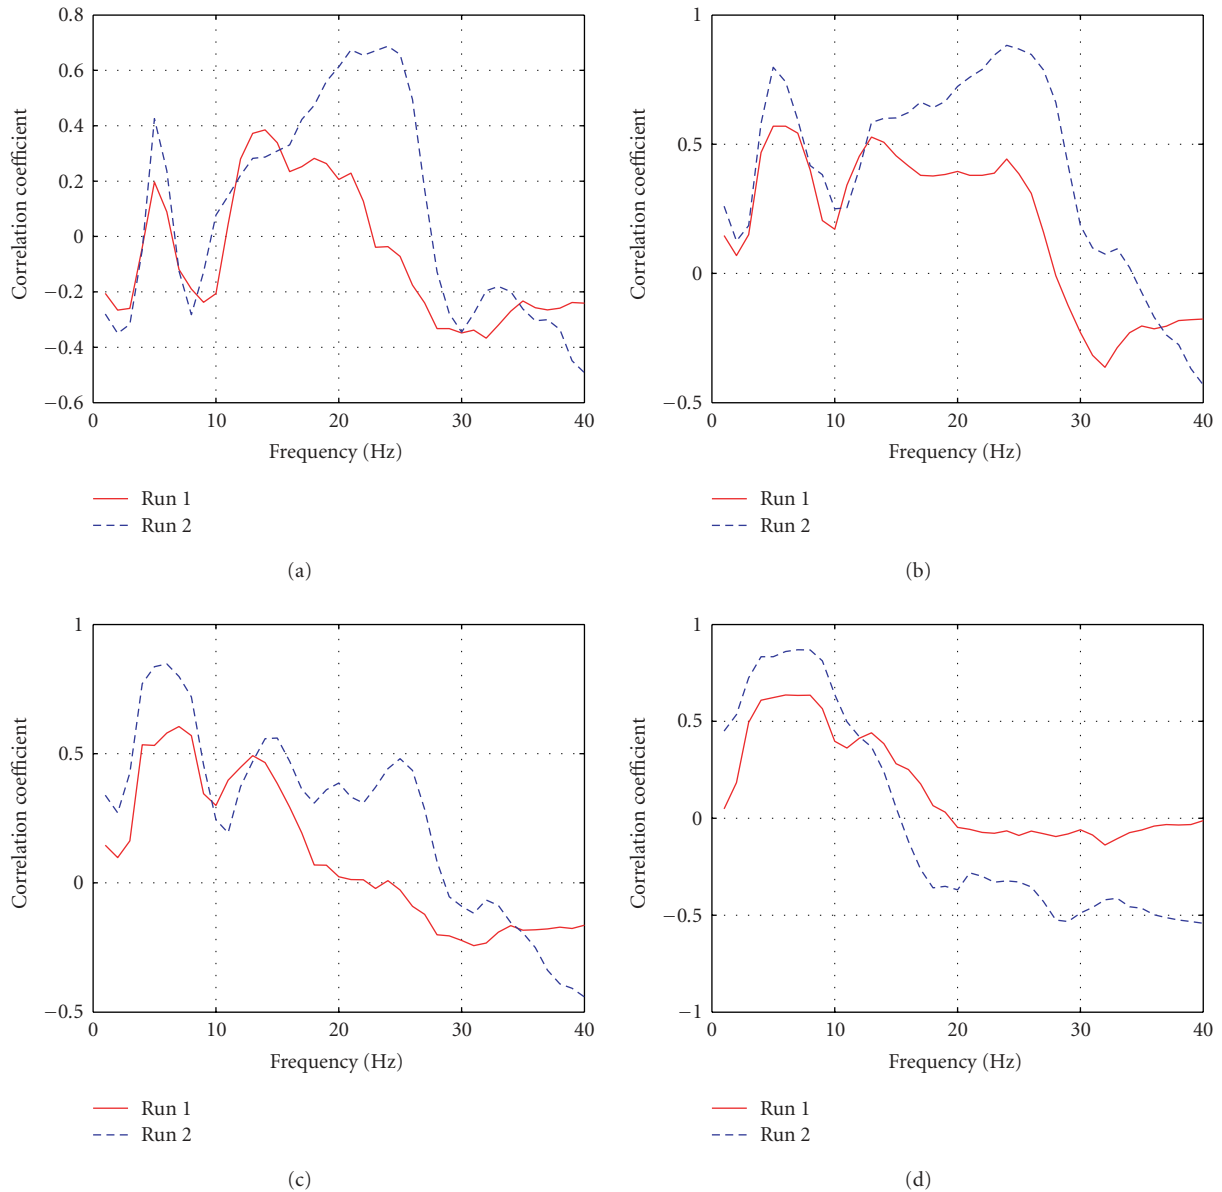 0.8
0.6
0.4
0.2
0
−0.2
−0.4
−0.6
Correlation coefficient
0 10 20 30 40
Frequency (Hz)
Run 1
Run 2
(a)
1
0.5
0
−0.5
Correlation coefficient
0 10 20 30 40
Frequency (Hz)
Run 1
Run 2
(b)
1
0.5
0
−0.5
Correlation coefficient
0 10 20 30 40
Frequency (Hz)
Run 1
Run 2
(c)
1
0.5
0
−0.5
−1
Correlation coefficient
0 10 20 30 40
Frequency (Hz)
Run 1
Run 2
(d)